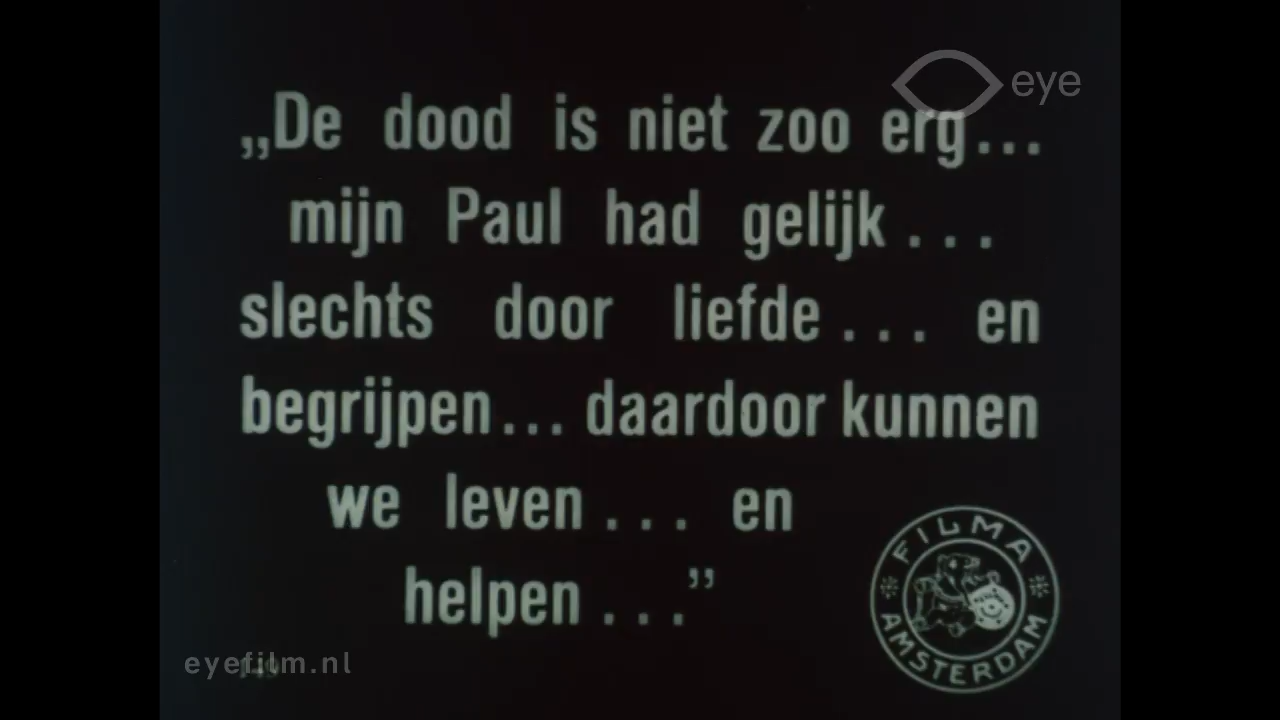 eye
„De dood is niet zoo erg...
mijn Paul had gelijk . . .
slechts door liefde . . . en
begrijpen... daardoor kunnen
we leven . . . en
helpen . . .”
FILMA
AMSTERDAM
eyefilm.nl